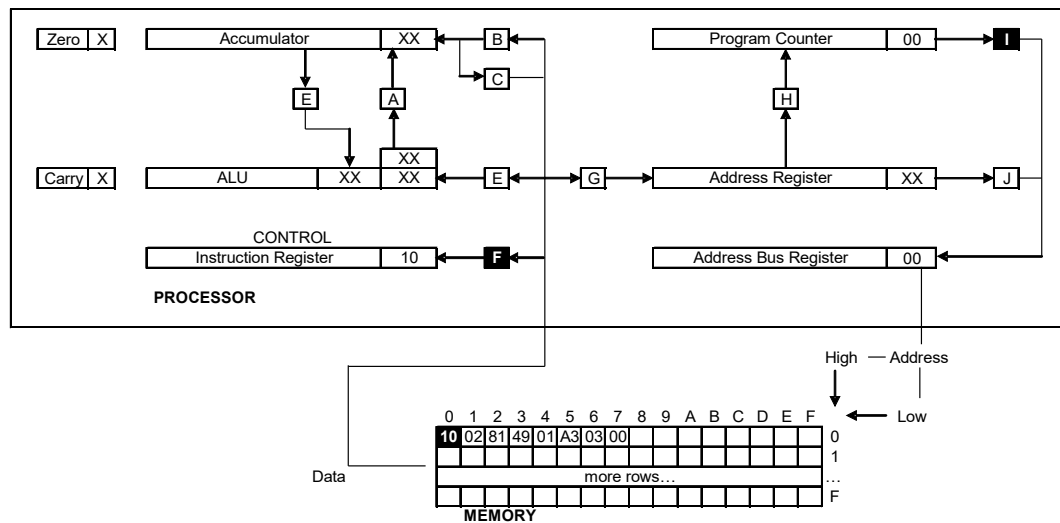 Zero X Accumulator XX B Program Counter 00 I
C
E A H
XX
Carry X ALU XX XX E G Address Register XX J
CONTROL
Instruction Register 10 F Address Bus Register 00
PROCESSOR
High Address
0 1 2 3 4 5 6 7 8 9 A B C D E F Low
10 02 81 49 01 A3 03 00 0
1
Data more rows… …
F
MEMORY